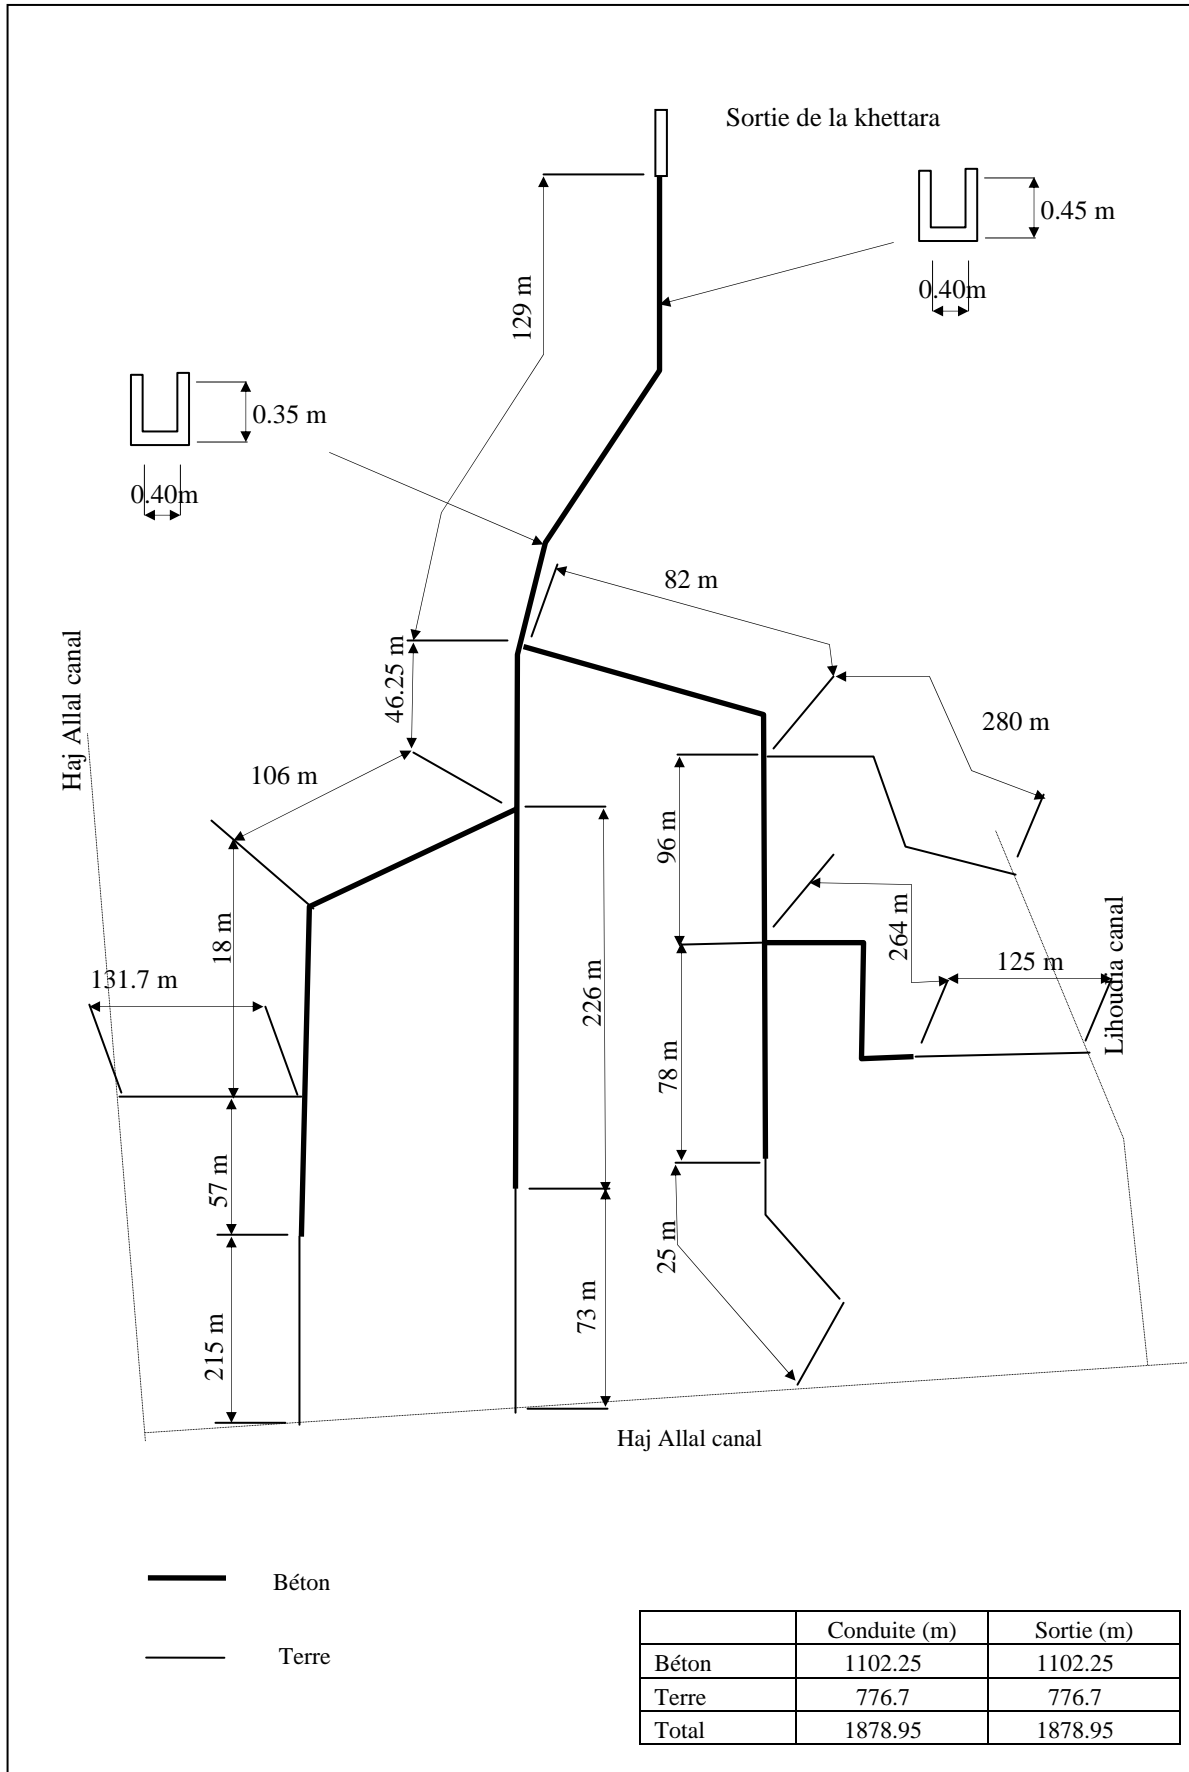 Sortie de la khettara
0.45 m
0.40m
129 m
0.35 m
0.40m
82 m
46.25 m
280 m
Haj Allal canal
106 m
96 m
18 m
264 m
125 m
Lihoudia canal
131.7 m
226 m
78 m
57 m
25 m
215 m
73 m
Haj Allal canal
Béton
Terre
Conduite (m) Sortie (m)
Béton 1102.25 1102.25
Terre 776.7 776.7
Total 1878.95 1878.95